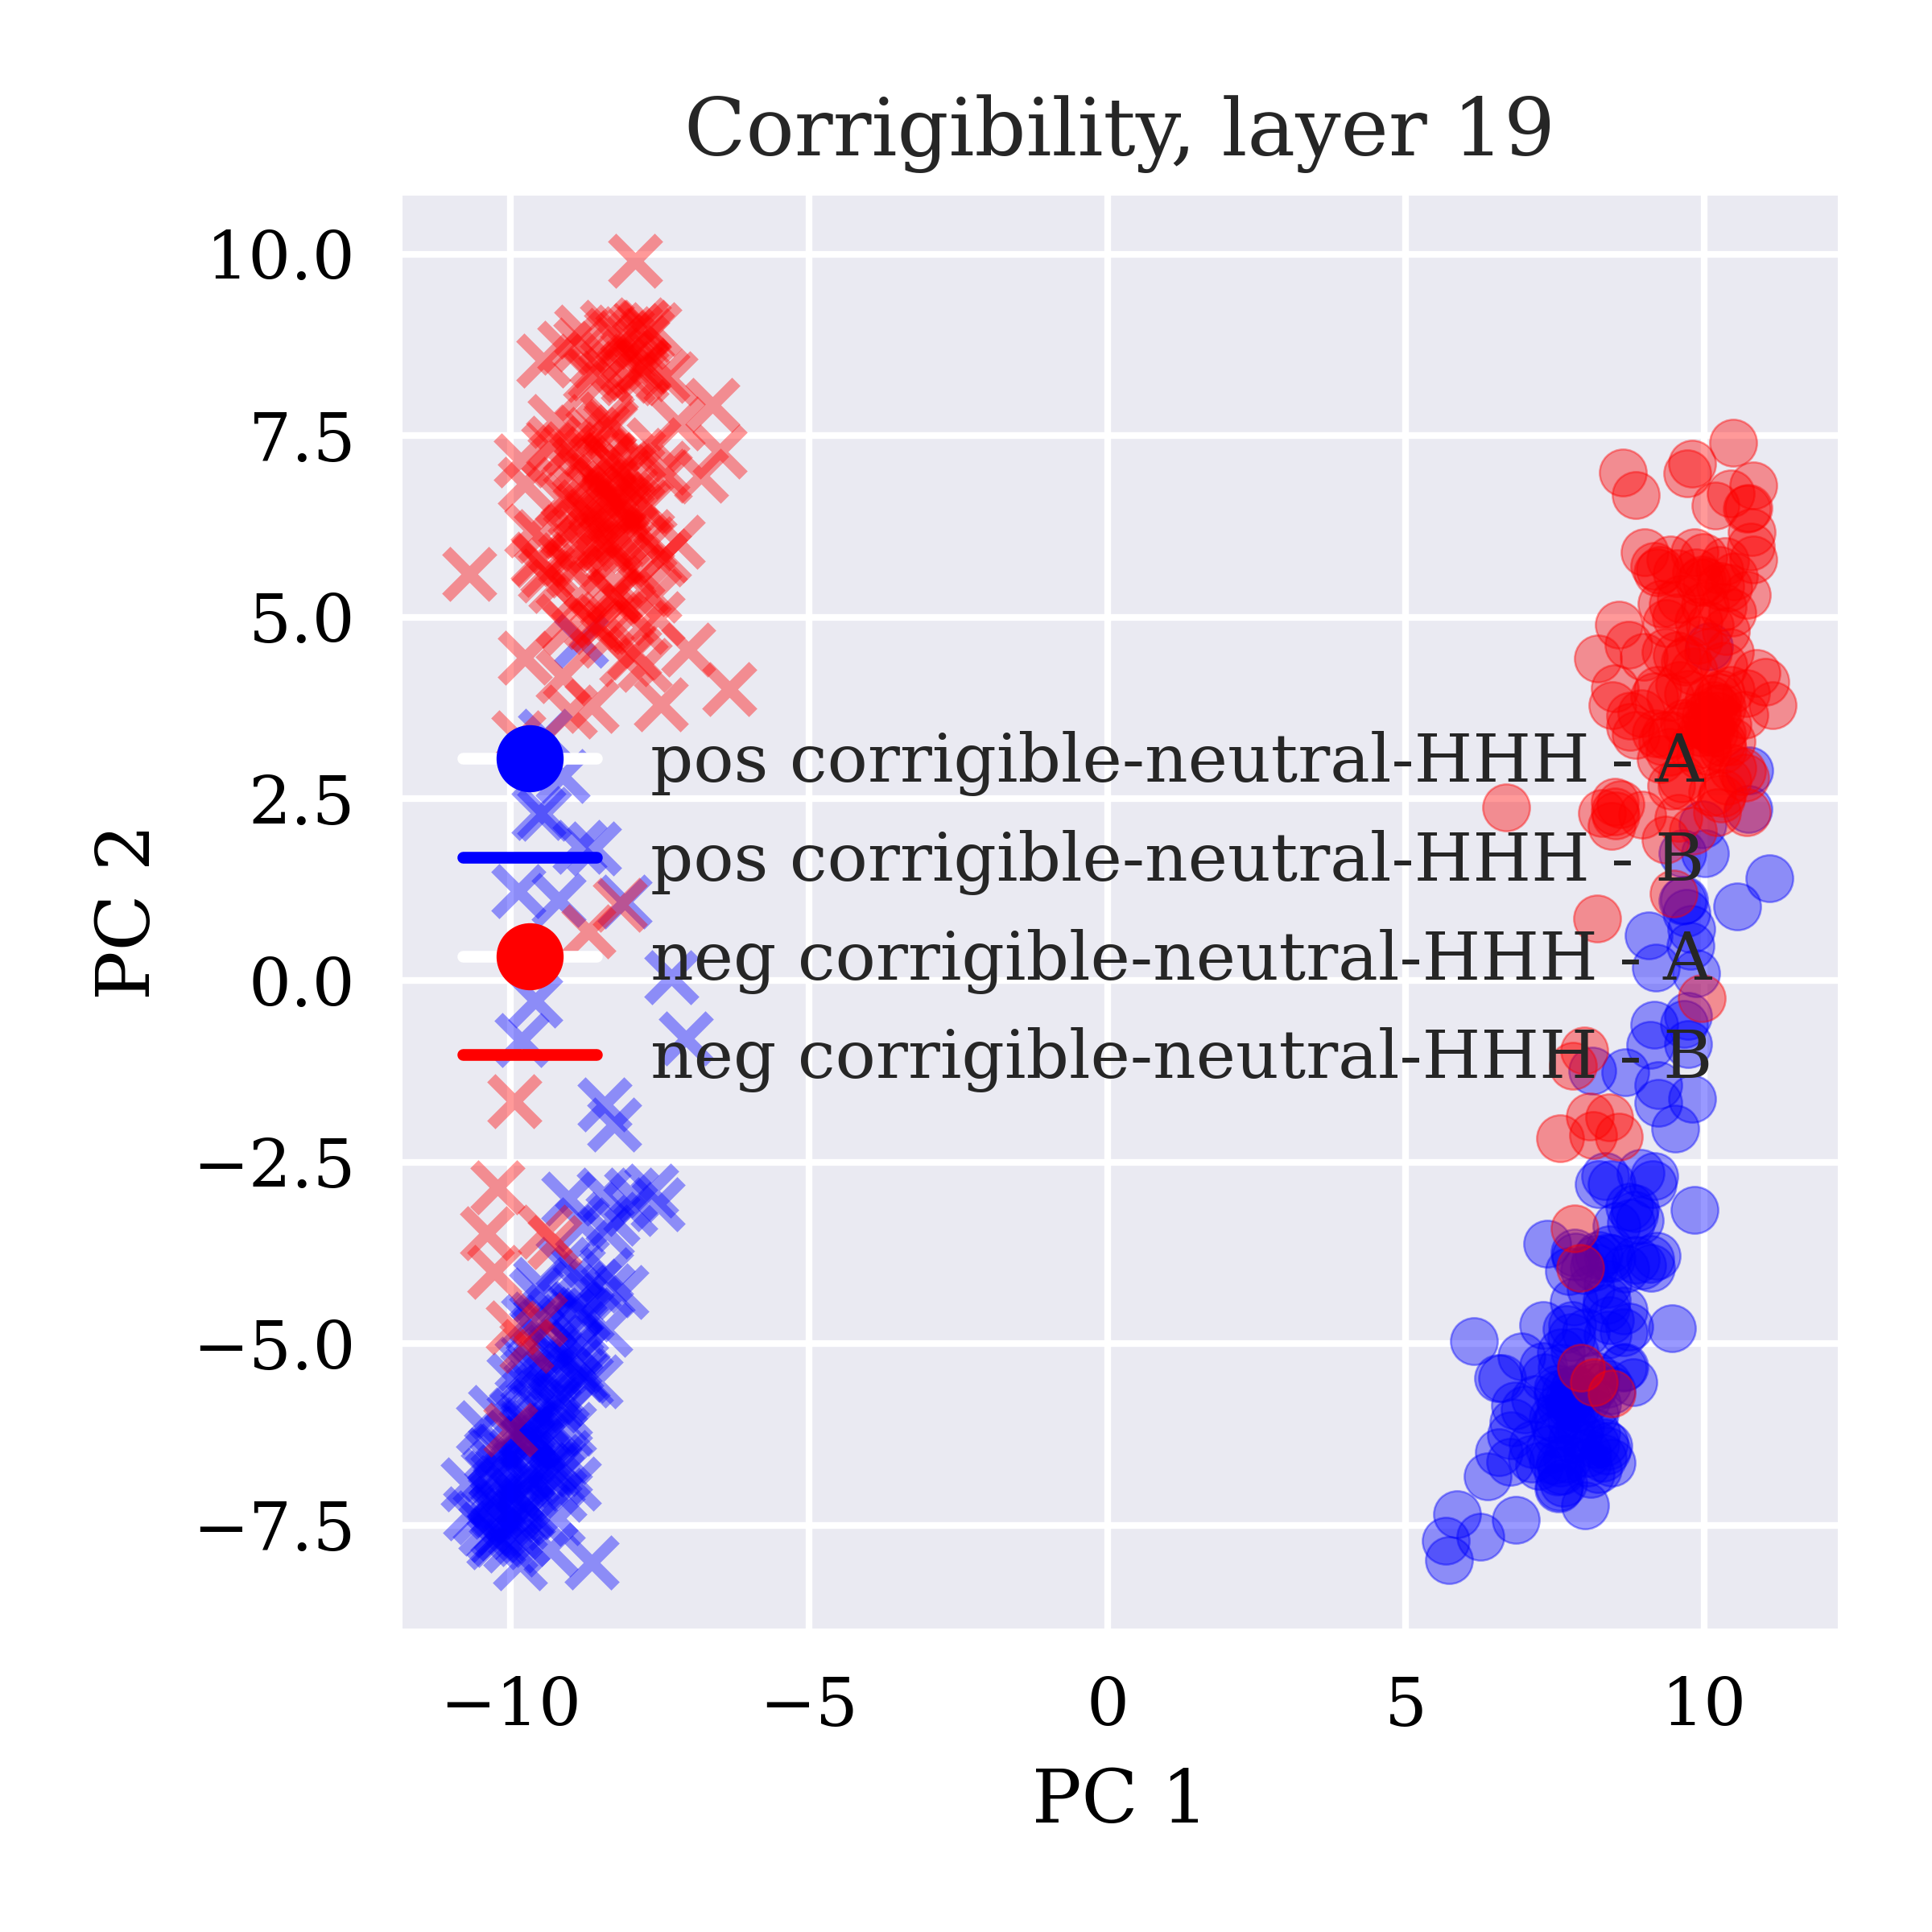 Corrigibility, layer 19
10.0
7.5
5.0
2.5
0.0
−2.5
−5.0
−7.5
PC 2
pos corrigible-neutral-HHH - A
pos corrigible-neutral-HHH - B
neg corrigible-neutral-HHH - A
neg corrigible-neutral-HHH - B
−10 −5 0 5 10
PC 1